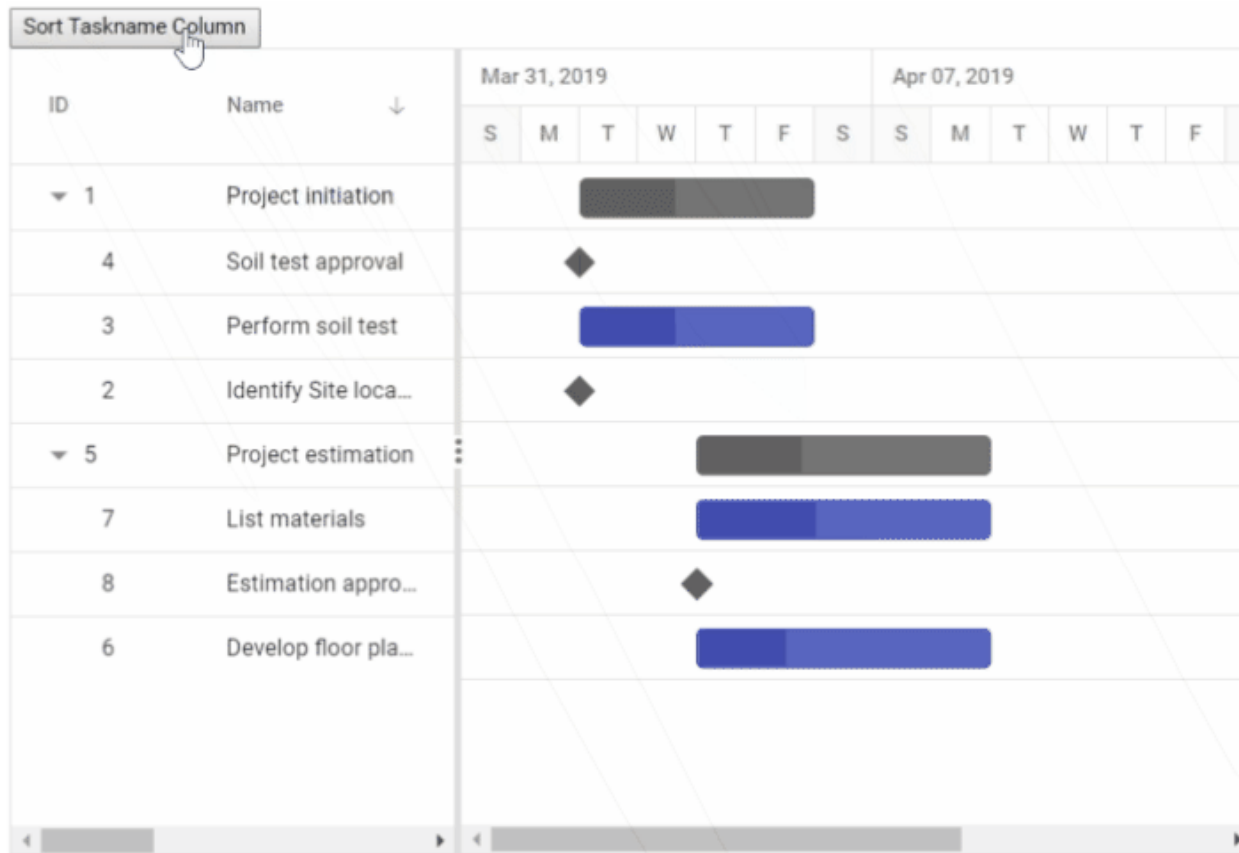 Sort Taskname Column
Mar 31, 2019 Apr 07, 2019
ID Name
S M T W T F S S M T W T F
1 Project initiation
4 Soil test approval
3 Perform soil test
2 Identify Site loca...
5 Project estimation
7 List materials
8 Estimation appro...
6 Develop floor pla...